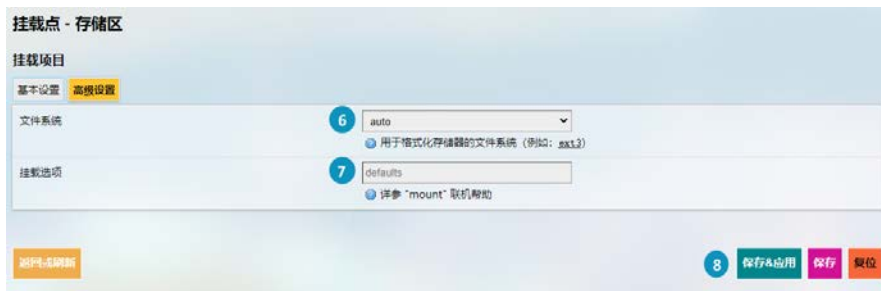 挂载点 - 存储区
挂载项目
基本设置 高级设置
文件系统 6 auto
用于格式化存储器的文件系统（例如：ext3）
挂载选项 7 defaults
详参 "mount" 联机帮助
返回至刷新 8 保存&应用 保存 复位